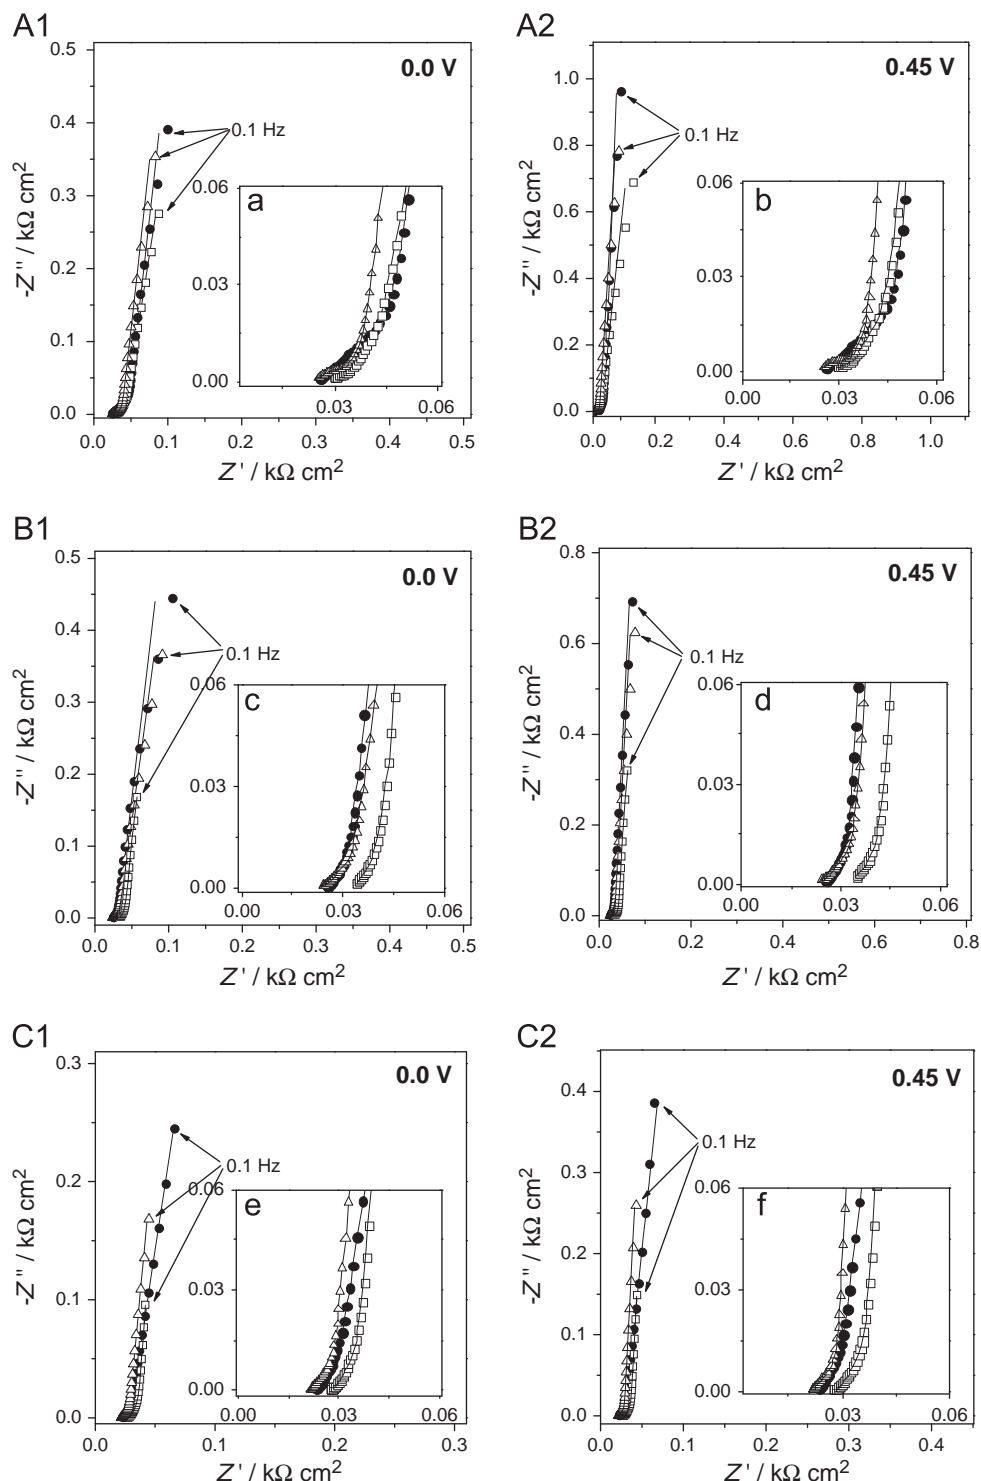 A1
0.0 V
0.5
0.4
0.3
0.2
0.1
0.0
-Z'' / kΩ cm2
0.1 Hz
a
0.06
0.03
0.00
0.03
0.06
0.0 0.1 0.2 0.3 0.4 0.5
Z' / kΩ cm2
A2
0.45 V
1.0
0.8
0.6
0.4
0.2
0.0
-Z'' / kΩ cm2
0.1 Hz
b
0.06
0.03
0.00
0.00 0.03 0.06
0.0 0.2 0.4 0.6 0.8 1.0
Z' / kΩ cm2
B1
0.0 V
0.5
0.4
0.3
0.2
0.1
0.0
-Z'' / kΩ cm2
0.1 Hz
c
0.06
0.03
0.00
0.00 0.03 0.06
0.0 0.1 0.2 0.3 0.4 0.5
Z' / kΩ cm2
B2
0.45 V
0.8
0.6
0.4
0.2
0.0
-Z'' / kΩ cm2
0.1 Hz
d
0.06
0.03
0.00
0.00 0.03 0.06
0.0 0.2 0.4 0.6 0.8
Z' / kΩ cm2
C1
0.0 V
0.3
0.2
0.1
0.0
-Z'' / kΩ cm2
0.1 Hz
e
0.06
0.03
0.00
0.00 0.03 0.06
0.0 0.1 0.2 0.3
Z' / kΩ cm2
C2
0.45 V
0.4
0.3
0.2
0.1
0.0
-Z'' / kΩ cm2
0.1 Hz
f
0.06
0.03
0.00
0.03 0.06
0.0 0.1 0.2 0.3 0.4
Z' / kΩ cm2